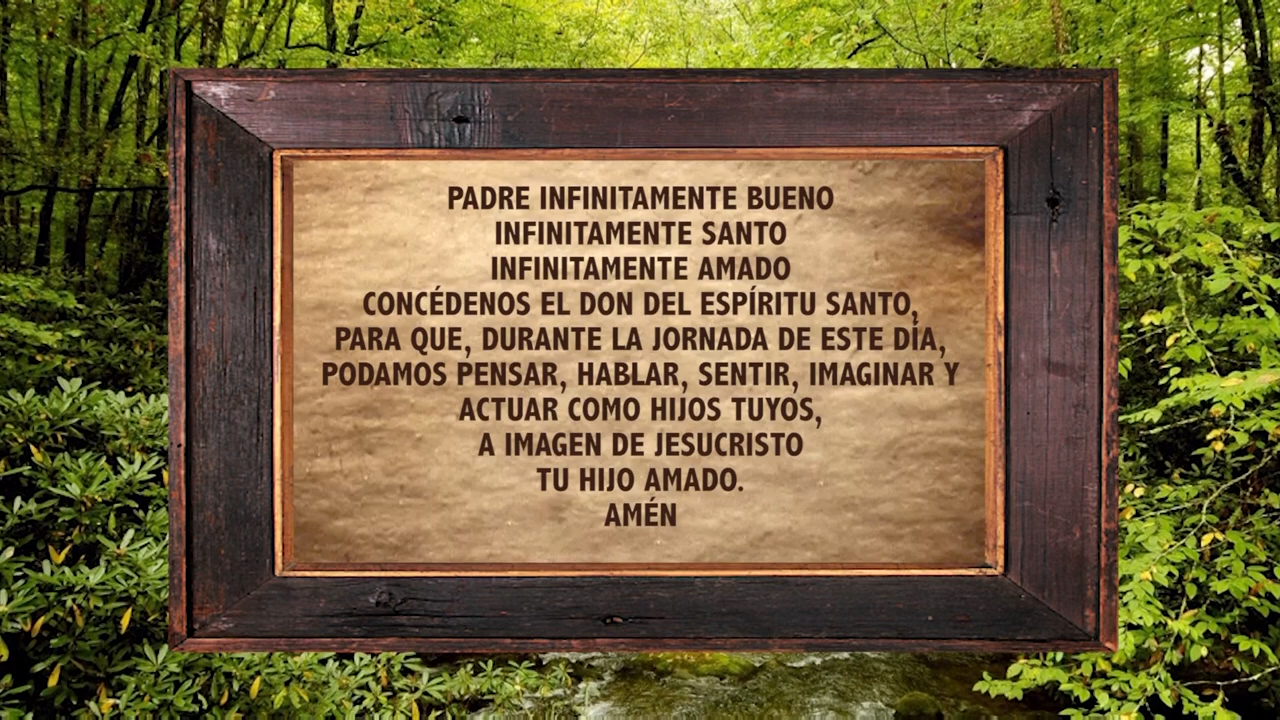 PADRE INFINITAMENTE BUENO
INFINITAMENTE SANTO
INFINITAMENTE AMADO
CONCÉDENOS EL DON DEL ESPÍRITU SANTO,
PARA QUE, DURANTE LA JORNADA DE ESTE DÍA,
PODAMOS PENSAR, HABLAR, SENTIR, IMAGINAR Y
ACTUAR COMO HIJOS TUYOS,
A IMAGEN DE JESUCRISTO
TU HIJO AMADO.
AMÉN